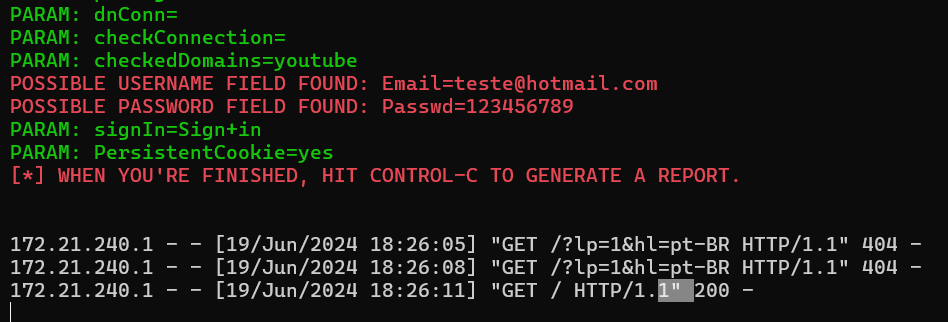 PARAM: dnConn=
PARAM: checkConnection=
PARAM: checkedDomains=youtube
POSSIBLE USERNAME FIELD FOUND: Email=teste@hotmail.com
POSSIBLE PASSWORD FIELD FOUND: Passwd=123456789
PARAM: signIn=Sign+in
PARAM: PersistentCookie=yes
[*] WHEN YOU'RE FINISHED, HIT CONTROL-C TO GENERATE A REPORT.
172.21.240.1 - - [19/Jun/2024 18:26:05] "GET /?lp=1&hl=pt-BR HTTP/1.1" 404 -
172.21.240.1 - - [19/Jun/2024 18:26:08] "GET /?lp=1&hl=pt-BR HTTP/1.1" 404 -
172.21.240.1 - - [19/Jun/2024 18:26:11] "GET / HTTP/1.1" 200 -